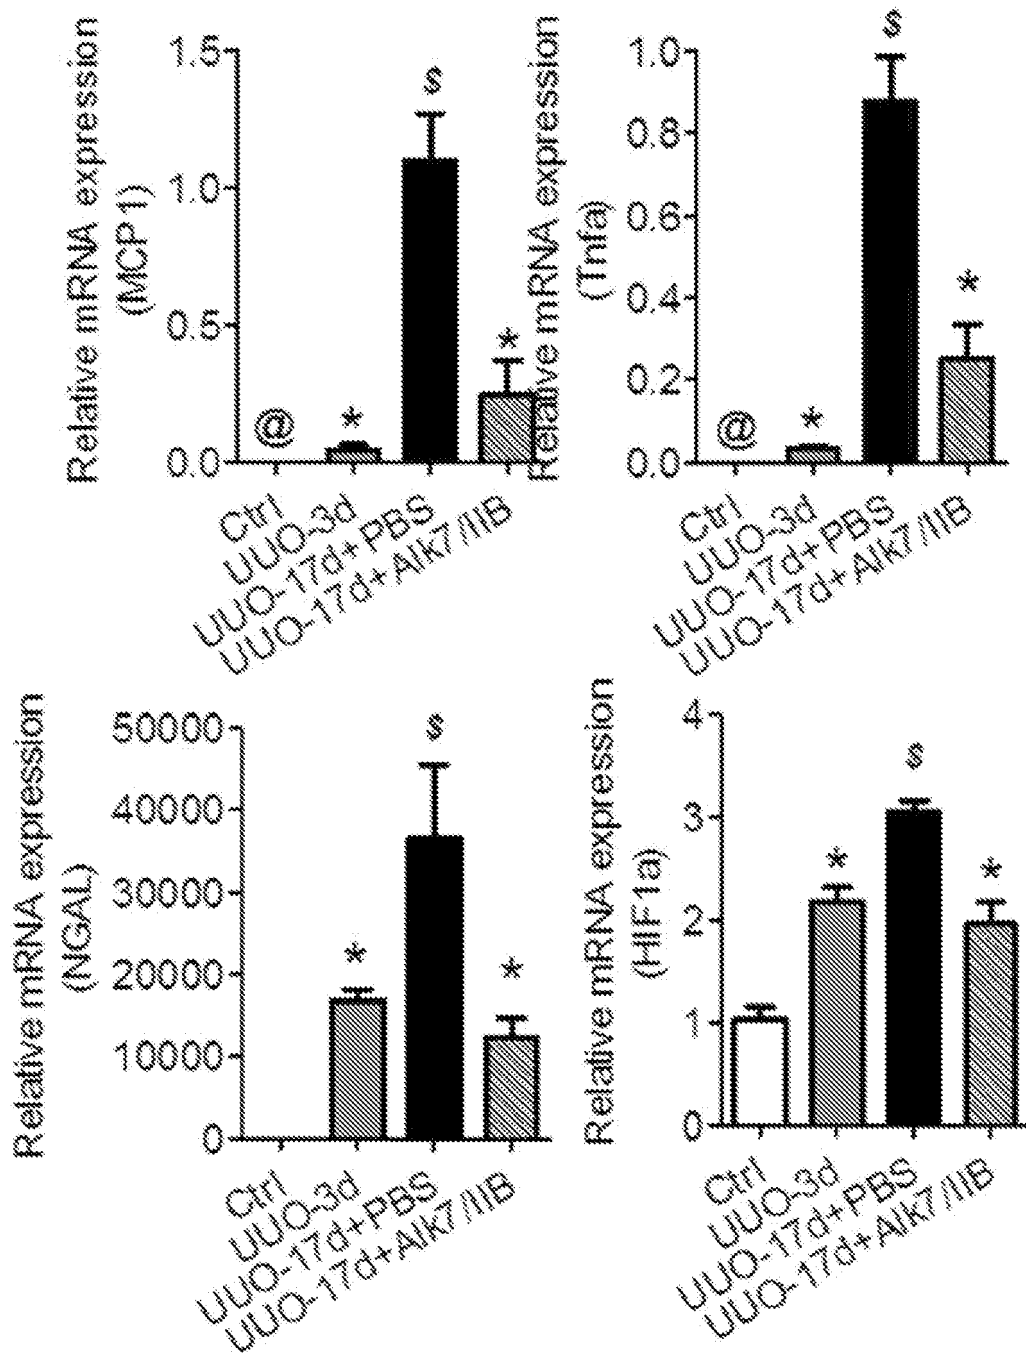 Relative mRNA expression
(MCP1)
1.5
1.0
0.5
0.0
@
*
$
*
Ctrl
UUO-3d
UUO-17d+PBS
UUO-17d+Alk7/IIB
Relative mRNA expression
(Tnfa)
1.0
0.8
0.6
0.4
0.2
0.0
@
*
$
*
Ctrl
UUO-3d
UUO-17d+PBS
UUO-17d+Alk7/IIB
Relative mRNA expression
(NGAL)
50000
40000
30000
20000
10000
0
*
$
*
Ctrl
UUO-3d
UUO-17d+PBS
UUO-17d+Alk7/IIB
Relative mRNA expression
(HIF1a)
4
3
2
1
0
*
$
*
Ctrl
UUO-3d
UUO-17d+PBS
UUO-17d+Alk7/IIB